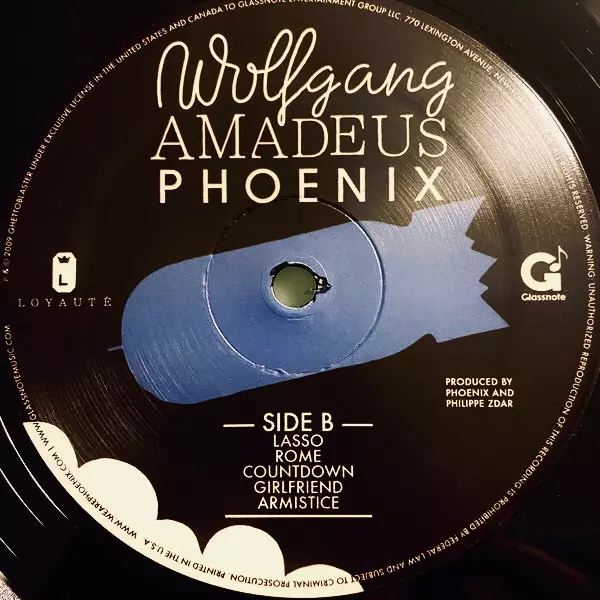 Wolfgang
AMADEUS
PHOENIX
L
LOYAUTÉ
G
Glassnote
PRODUCED BY
PHOENIX AND
PHILIPPE ZDAR
SIDE B
LASSO
ROME
COUNTDOWN
GIRLFRIEND
ARMISTICE
℗ & © 2009 GHETTOBLASTER UNDER EXCLUSIVE LICENSE IN THE UNITED STATES AND CANADA TO GLASSNOTE ENTERTAINMENT GROUP LLC, 770 LEXINGTON AVENUE, NEW
RESERVED. WARNING: UNAUTHORIZED REPRODUCTION OF THIS RECORDING IS PROHIBITED BY FEDERAL LAW AND SUBJECT TO CRIMINAL PROSECUTION. PRINTED IN THE U.S.A. WWW.WEAREPHOENIX.COM | WWW.GLASSNOTEMUSIC.COM